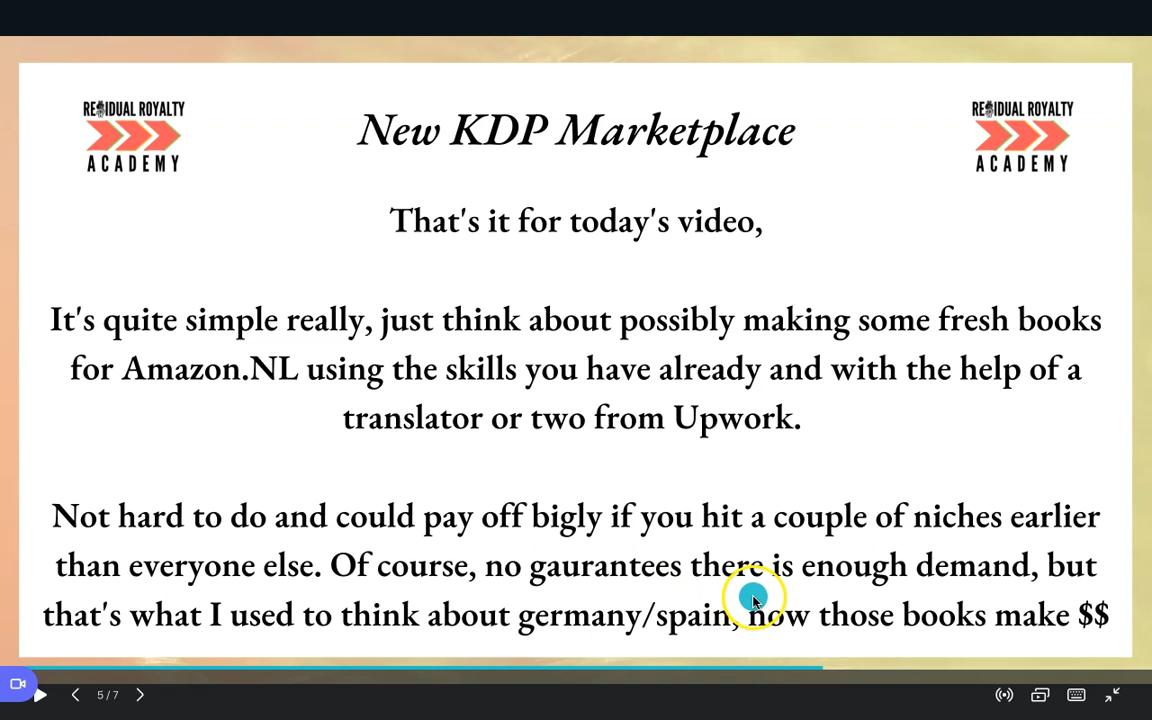 RESIDUAL ROYALTY
ACADEMY
New KDP Marketplace
RESIDUAL ROYALTY
ACADEMY
That's it for today's video,
It's quite simple really, just think about possibly making some fresh books
for Amazon.NL using the skills you have already and with the help of a
translator or two from Upwork.
Not hard to do and could pay off bigly if you hit a couple of niches earlier
than everyone else. Of course, no gaurantees there is enough demand, but
that's what I used to think about germany/spain, now those books make $$
5/7